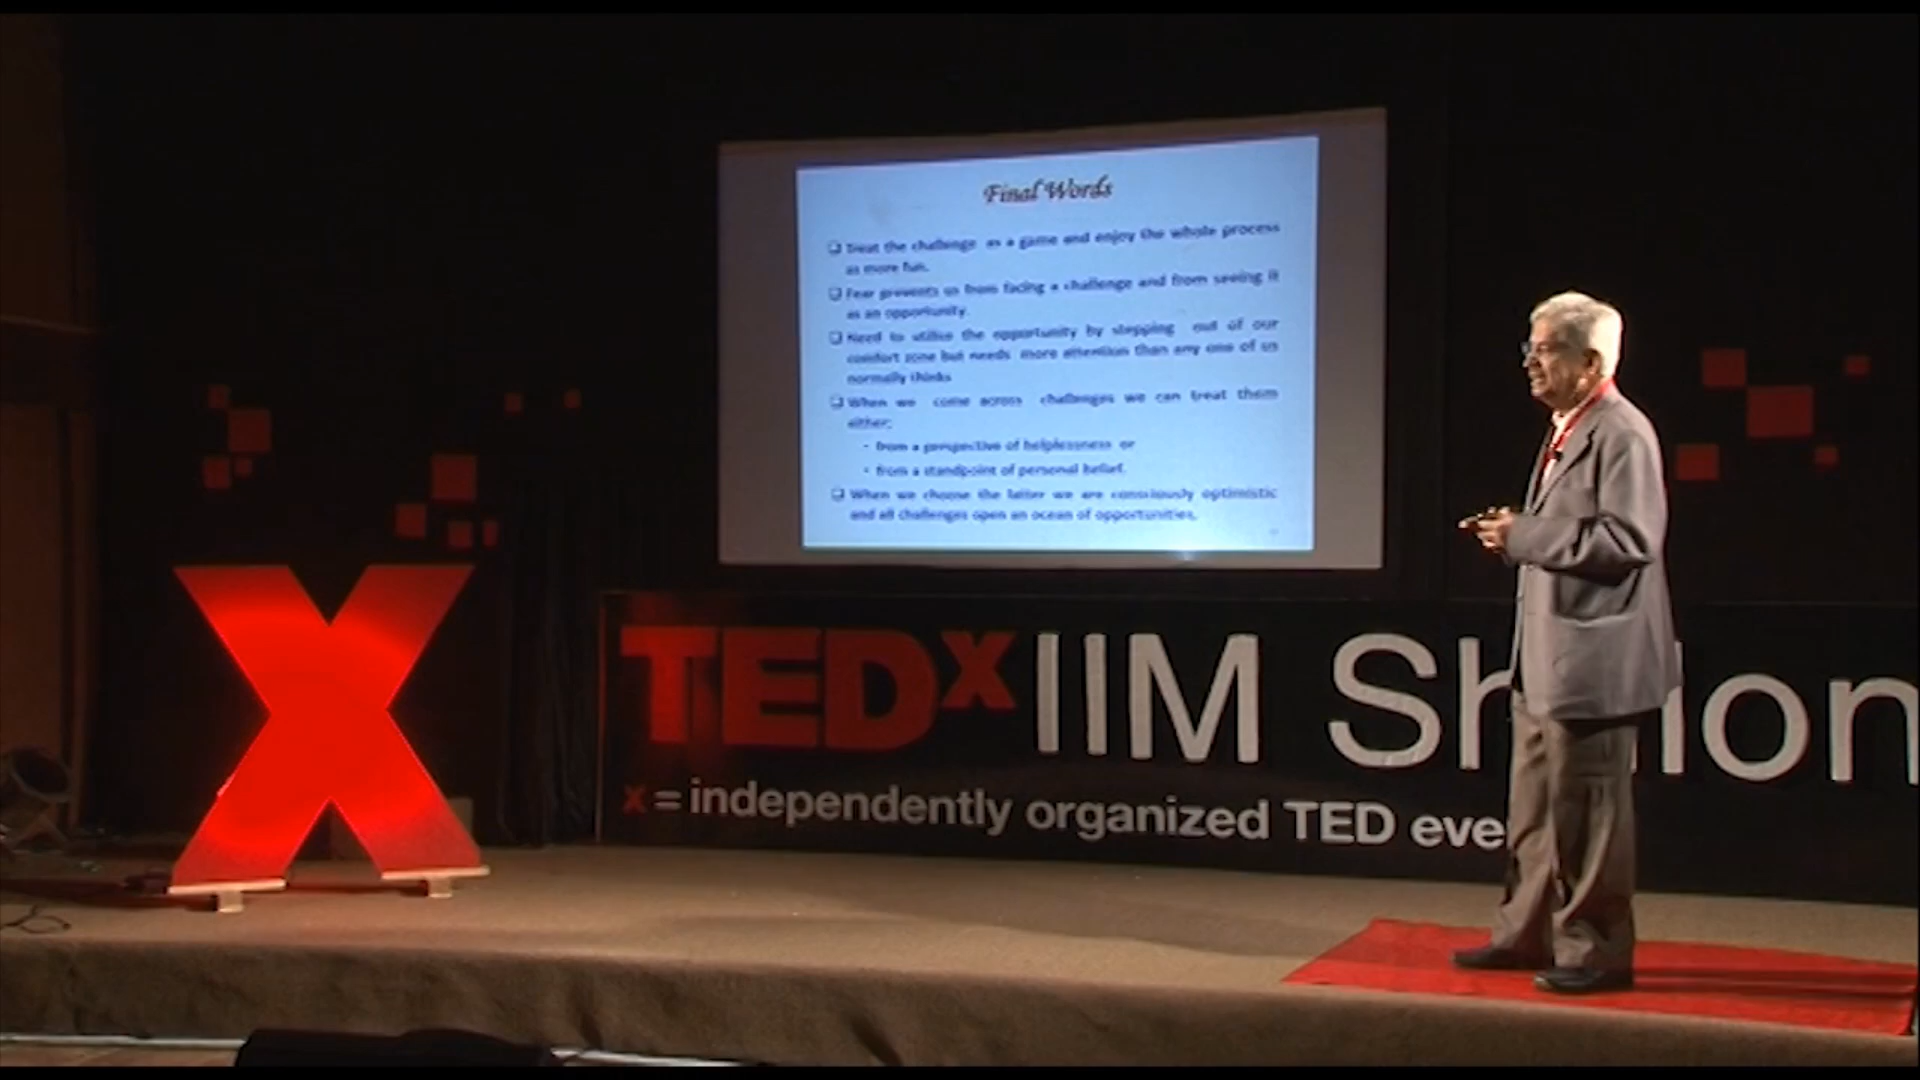 Final Words
Treat the challenge as a game and enjoy the whole process
as more fun.
Fear prevents us from facing a challenge and from seeing it
as an opportunity.
Need to utilise the opportunity by stepping out of our
comfort zone but needs more attention than any one of us
normally thinks
When we come across challenges we can treat them
either;
- from a perspective of helplessness or
- from a standpoint of personal belief.
When we choose the latter we are consciously optimistic
and all challenges open an ocean of opportunities.
X
TEDx IIM Sh lon
x = independently organized TED eve